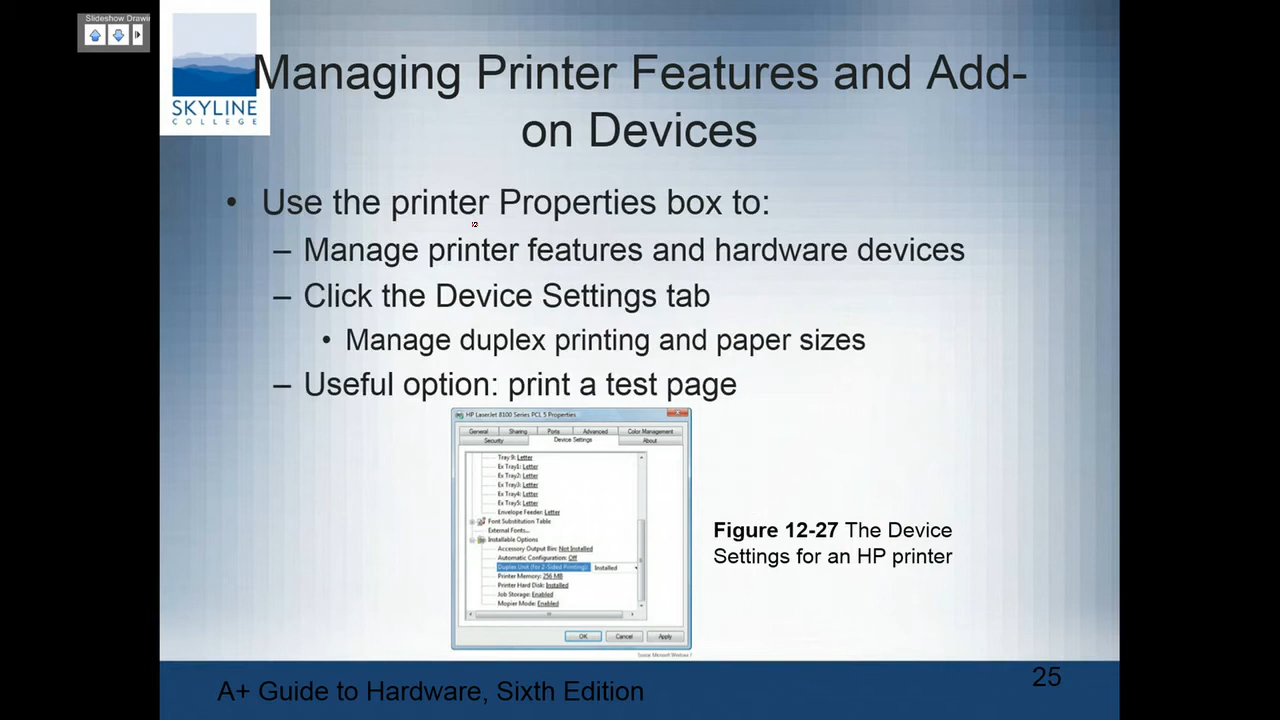 Slideshow Drawi
SKYLINE
COLLEGE
Managing Printer Features and Add-
on Devices
• Use the printer Properties box to:
– Manage printer features and hardware devices
– Click the Device Settings tab
• Manage duplex printing and paper sizes
– Useful option: print a test page
HP LaserJet 8100 Series PCL 5 Properties
General Sharing Ports Advanced Color Management
Security Device Settings About
Tray 9: Letter
Ex Tray1: Letter
Ex Tray2: Letter
Ex Tray3: Letter
Ex Tray4: Letter
Ex Tray5: Letter
Envelope Feeder: Letter
Font Substitution Table
External Fonts...
Installable Options
Accessory Output Bin: Not Installed
Automatic Configuration: Off
Duplex Unit (for 2-Sided Printing): Installed
Printer Memory: 256 MB
Printer Hard Disk: Installed
Job Storage: Enabled
Mopier Mode: Enabled
OK Cancel Apply
Source: Microsoft Windows 7
Figure 12-27 The Device
Settings for an HP printer
A+ Guide to Hardware, Sixth Edition
25